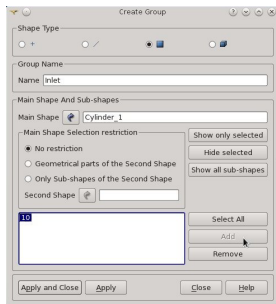 Create Group
Shape Type
Group Name
Name Inlet
Main Shape And Sub-shapes
Main Shape Cylinder_1
Main Shape Selection restriction
No restriction
Geometrical parts of the Second Shape
Only Sub-shapes of the Second Shape
Second Shape
Show only selected
Hide selected
Show all sub-shapes
10
Select All
Add
Remove
Apply and Close Apply Close Help